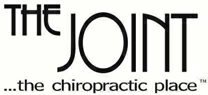 THE JOINT
...the chiropractic place™